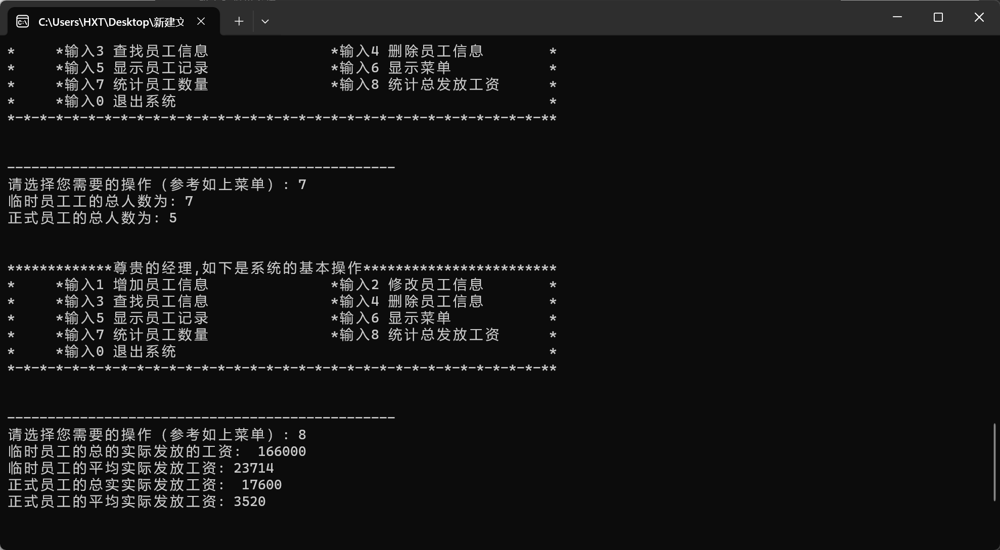 C:\Users\HXT\Desktop\新建文
*     *输入3 查找员工信息               *输入4 删除员工信息        *
*     *输入5 显示员工记录               *输入6 显示菜单            *
*     *输入7 统计员工数量               *输入8 统计总发放工资      *
*     *输入0 退出系统                                              *
*-*-*-*-*-*-*-*-*-*-*-*-*-*-*-*-*-*-*-*-*-*-*-*-*-*-*-*-*-*-*-*-*-**
------------------------------------------------
请选择您需要的操作（参考如上菜单）: 7
临时员工工的总人数为: 7
正式员工的总人数为: 5
*************尊贵的经理,如下是系统的基本操作************************
*     *输入1 增加员工信息               *输入2 修改员工信息        *
*     *输入3 查找员工信息               *输入4 删除员工信息        *
*     *输入5 显示员工记录               *输入6 显示菜单            *
*     *输入7 统计员工数量               *输入8 统计总发放工资      *
*     *输入0 退出系统                                              *
*-*-*-*-*-*-*-*-*-*-*-*-*-*-*-*-*-*-*-*-*-*-*-*-*-*-*-*-*-*-*-*-*-**
------------------------------------------------
请选择您需要的操作（参考如上菜单）: 8
临时员工的总的实际发放的工资:  166000
临时员工的平均实际发放工资: 23714
正式员工的总实实际发放工资:  17600
正式员工的平均实际发放工资: 3520